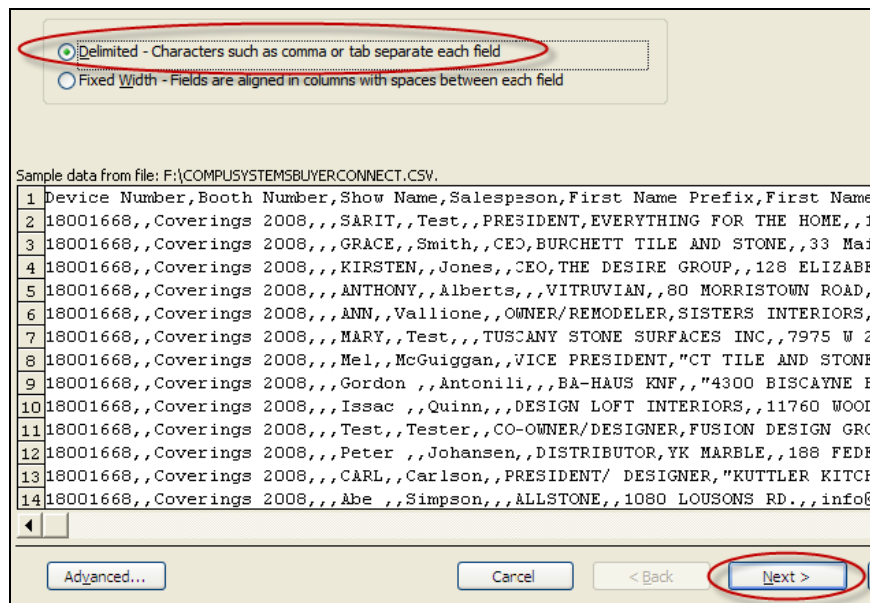 Delimited - Characters such as comma or tab separate each field
Fixed Width - Fields are aligned in columns with spaces between each field
Sample data from file: F:\COMPUSYSTEMSBUYERCONNECT.CSV.
1 Device Number,Booth Number,Show Name,Salespeson,First Name Prefix,First Name
2 18001668,,Coverings 2008,,,SARIT,,Test,,PRESIDENT,EVERYTHING FOR THE HOME,,1
3 18001668,,Coverings 2008,,,GRACE,,Smith,,CEO,BURCHETT TILE AND STONE,,33 Mai
4 18001668,,Coverings 2008,,,KIRSTEN,,Jones,,CEO,THE DESIRE GROUP,,128 ELIZABE
5 18001668,,Coverings 2008,,,ANTHONY,,Alberts,,,VITRUVIAN,,80 MORRISTOWN ROAD,
6 18001668,,Coverings 2008,,,ANN,,Vallione,,OWNER/REMODELER,SISTERS INTERIORS,
7 18001668,,Coverings 2008,,,MARY,,Test,,,TUSCANY STONE SURFACES INC,,7975 W 2
8 18001668,,Coverings 2008,,,Mel,,McGuiggan,,VICE PRESIDENT,"CT TILE AND STONE
9 18001668,,Coverings 2008,,,Gordon ,,Antonili,,,BA-HAUS KNF,,"4300 BISCAYNE B
10 18001668,,Coverings 2008,,,Issac ,,Quinn,,,DESIGN LOFT INTERIORS,,11760 WOOD
11 18001668,,Coverings 2008,,,Test,,Tester,,CO-OWNER/DESIGNER,FUSION DESIGN GRO
12 18001668,,Coverings 2008,,,Peter ,,Johansen,,DISTRIBUTOR,YK MARBLE,,188 FEDE
13 18001668,,Coverings 2008,,,CARL,,Carlson,,PRESIDENT/ DESIGNER,"KUTTLER KITCH
14 18001668,,Coverings 2008,,,Abe ,,Simpson,,,ALLSTONE,,1080 LOUSONS RD.,,info@
Advanced... Cancel < Back Next >